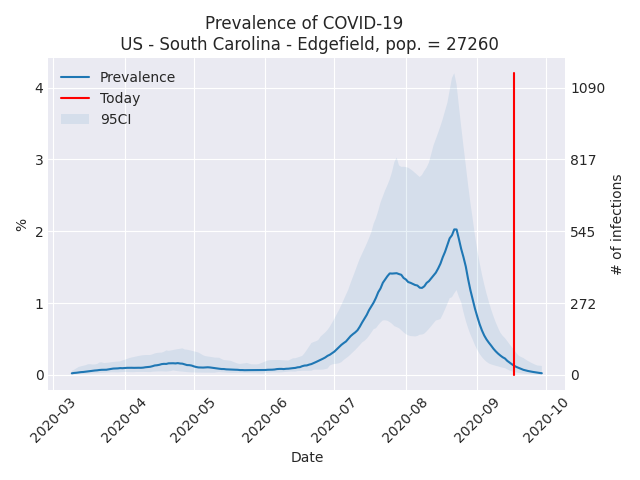 Prevalence of COVID-19
US - South Carolina - Edgefield, pop. = 27260
Prevalence
Today
95CI
4
3
2
1
0
%
1090
817
545
272
0
# of infections
2020-03
2020-04
2020-05
2020-06
2020-07
2020-08
2020-09
2020-10
Date